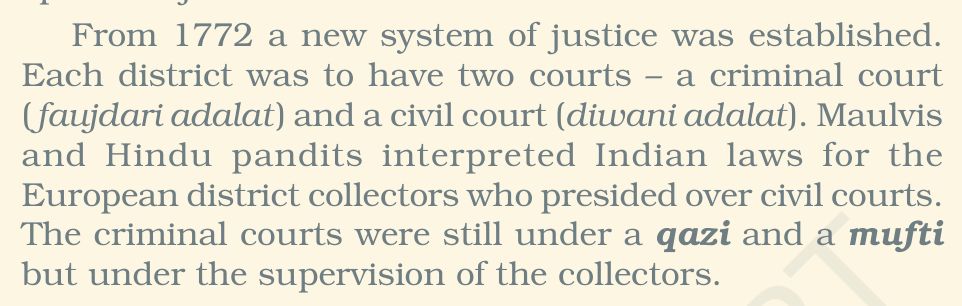 From 1772 a new system of justice was established.
Each district was to have two courts – a criminal court
(faujdari adalat) and a civil court (diwani adalat). Maulvis
and Hindu pandits interpreted Indian laws for the
European district collectors who presided over civil courts.
The criminal courts were still under a qazi and a mufti
but under the supervision of the collectors.